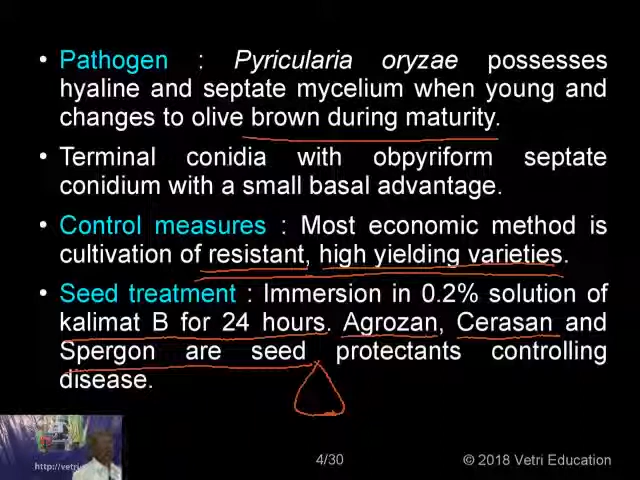 • Pathogen : Pyricularia oryzae possesses
hyaline and septate mycelium when young and
changes to olive brown during maturity.
• Terminal conidia with obpyriform septate
conidium with a small basal advantage.
• Control measures : Most economic method is
cultivation of resistant, high yielding varieties.
• Seed treatment : Immersion in 0.2% solution of
kalimat B for 24 hours. Agrozan, Cerasan and
Spergon are seed protectants controlling
disease.
http://vetri
4/30
© 2018 Vetri Education